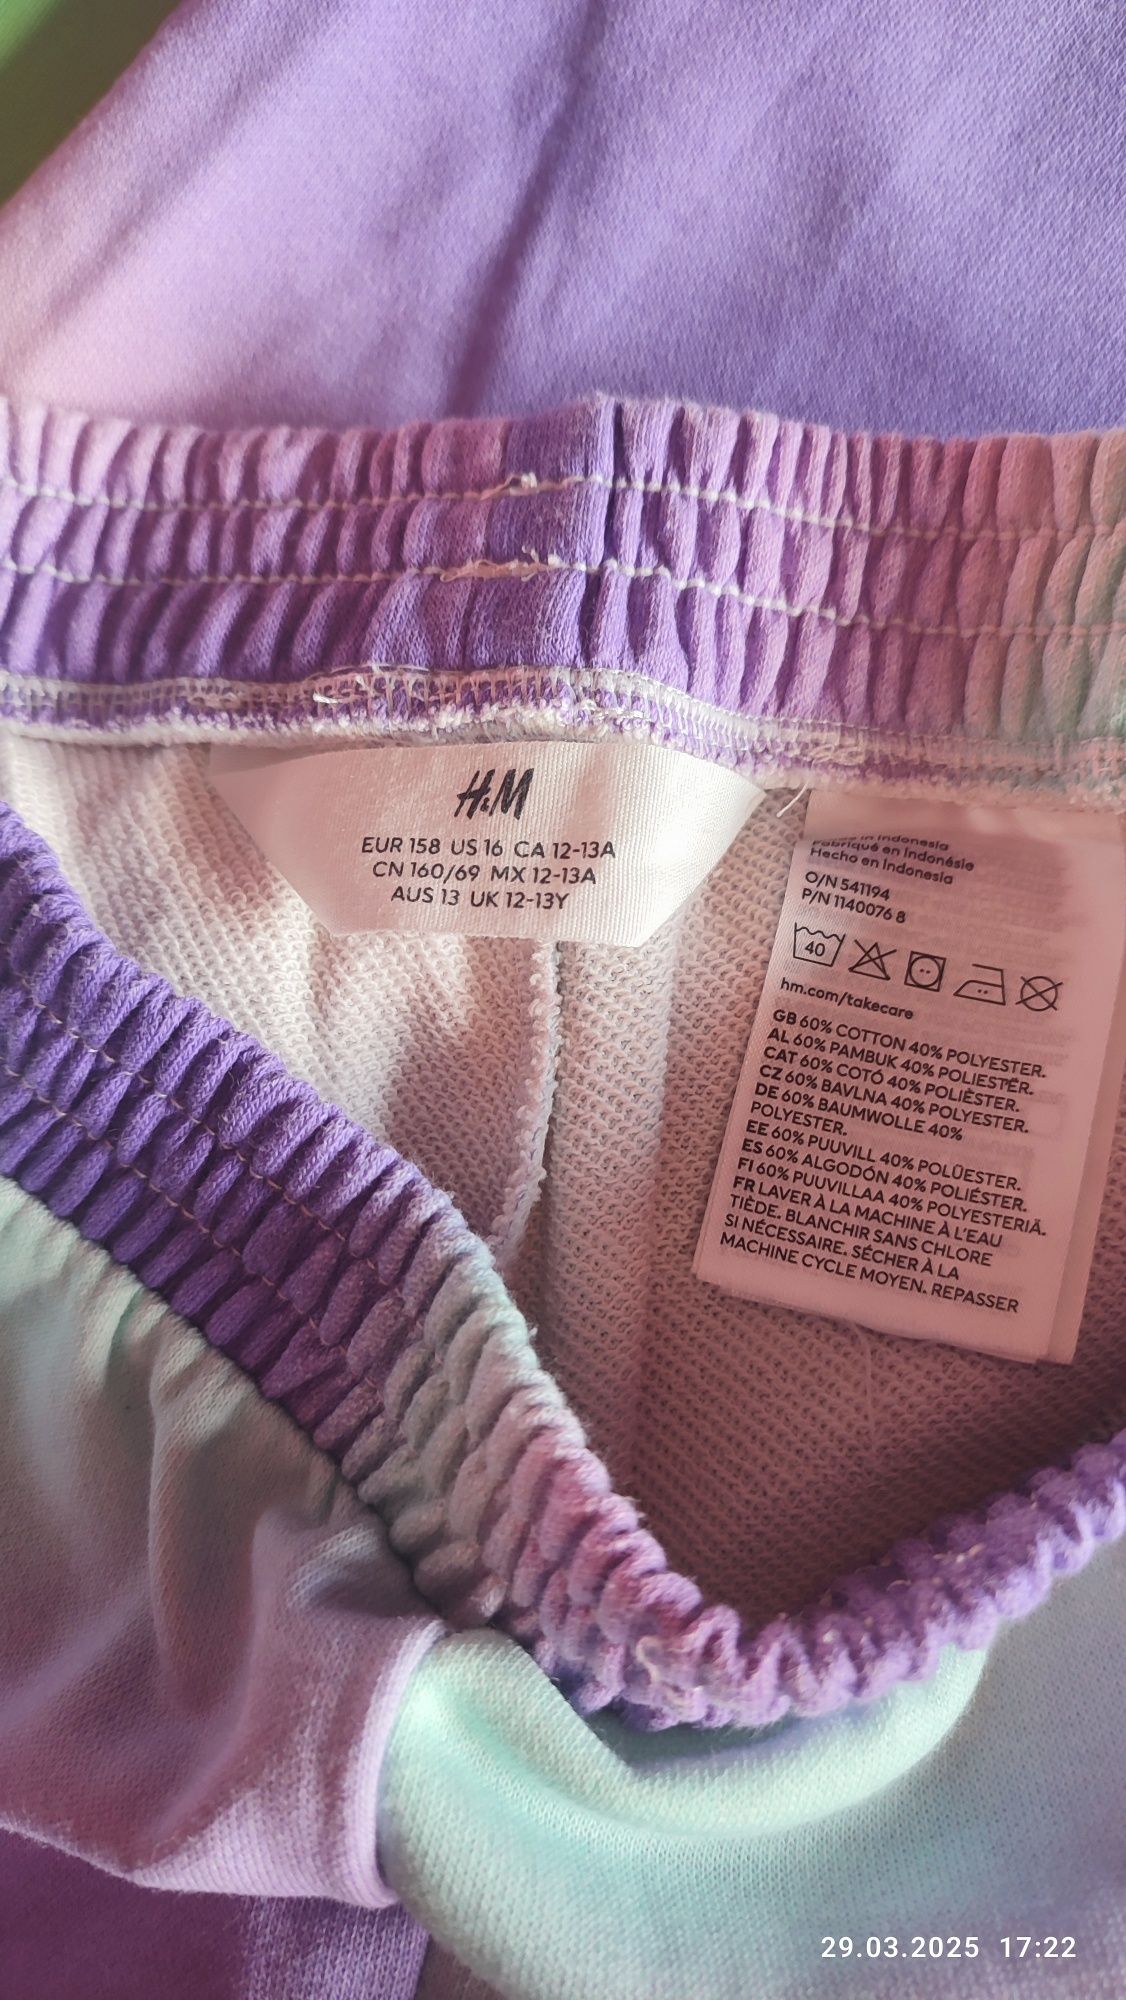 H&M
EUR 158 US 16 CA 12-13A
CN 160/69 MX 12-13A
AUS 13 UK 12-13Y
Made in Indonesia
Fabriqué en Indonésie
Hecho en Indonesia
O/N 541194
P/N 1140076 8
40
hm.com/takecare
GB 60% COTTON 40% POLYESTER.
AL 60% PAMBUK 40% POLIESTËR.
CAT 60% COTÓ 40% POLIÈSTER.
CZ 60% BAVLNA 40% POLYESTER.
DE 60% BAUMWOLLE 40%
POLYESTER.
EE 60% PUUVILL 40% POLÜESTER.
ES 60% ALGODÓN 40% POLIÉSTER.
FI 60% PUUVILLAA 40% POLYESTERIÄ.
FR LAVER À LA MACHINE À L'EAU
TIÈDE. BLANCHIR SANS CHLORE
SI NÉCESSAIRE. SÉCHER À LA
MACHINE CYCLE MOYEN. REPASSER
29.03.2025 17:22